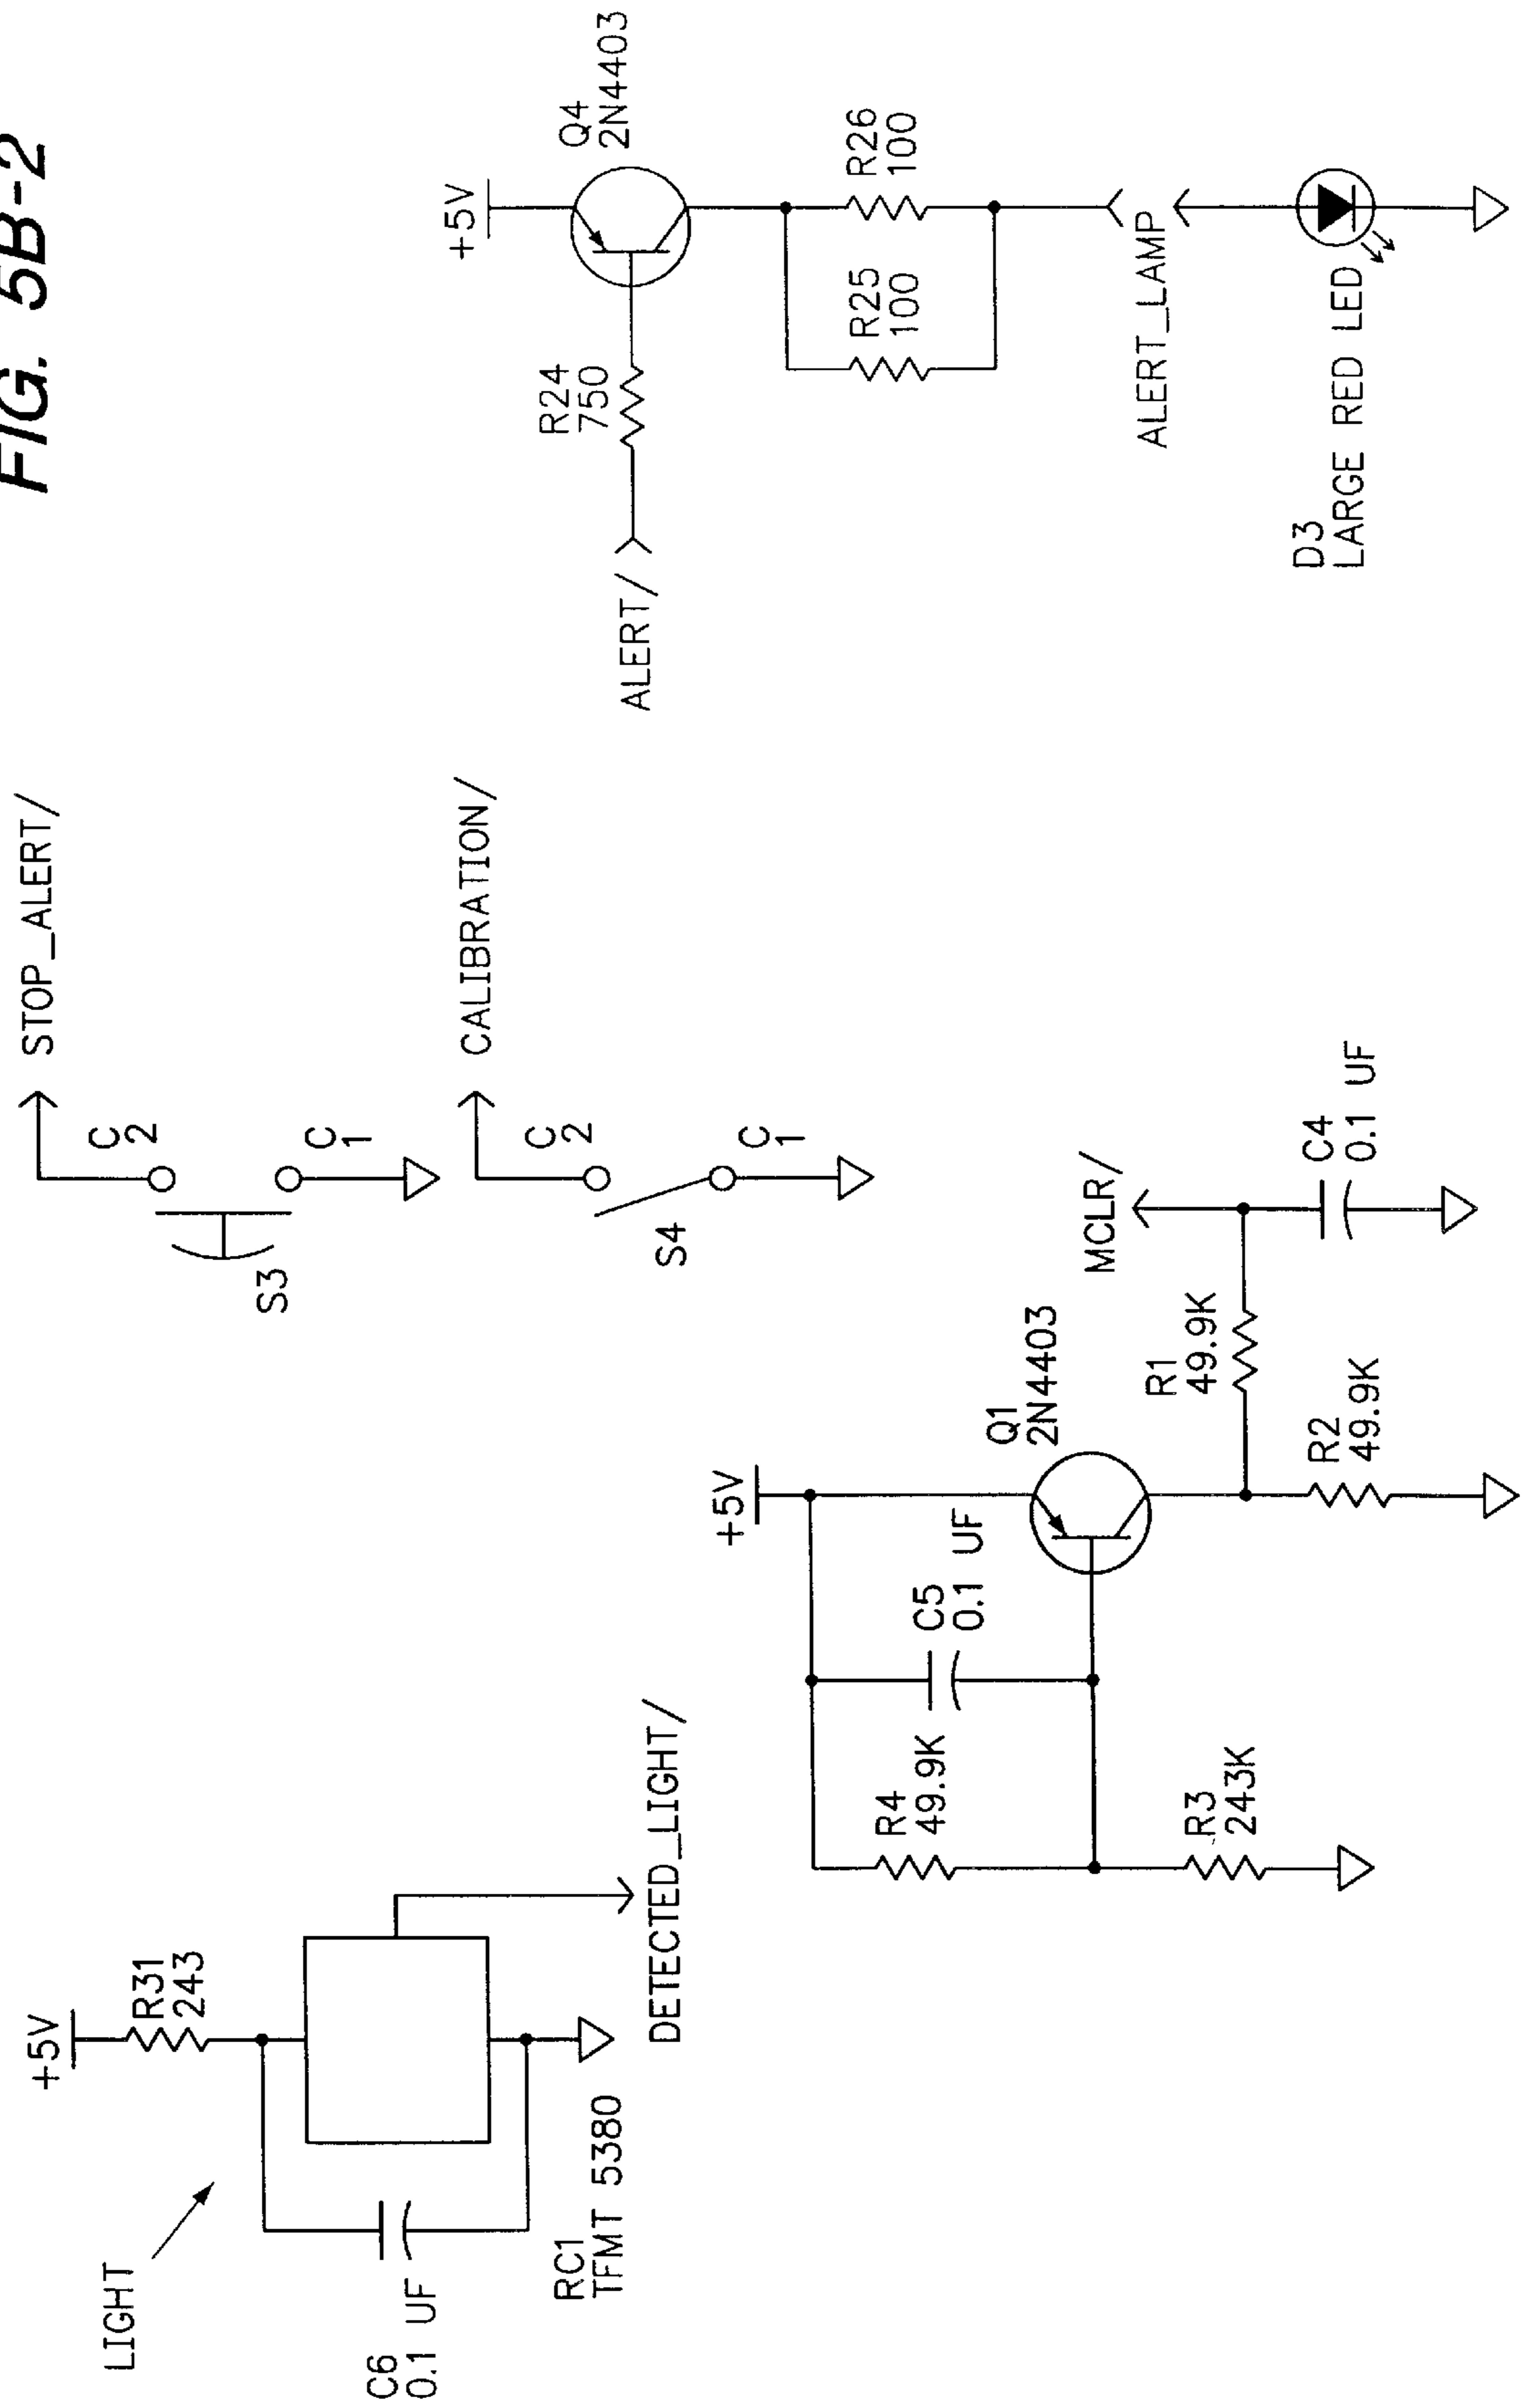 FIG. 5B-2
LIGHT
+5V
R31
243
C6
0.1 UF
RC1
TFMT 5380
DETECTED_LIGHT/
STOP_ALERT/
C
2
C
1
S3
CALIBRATION/
C
2
C
1
S4
+5V
R4
49.9K
C5
0.1 UF
R3
243K
Q1
2N4403
R1
49.9K
R2
49.9K
MCLR/
C4
0.1 UF
+5V
Q4
2N4403
R24
750
ALERT/
R25
100
R26
100
ALERT_LAMP
D3
LARGE RED LED